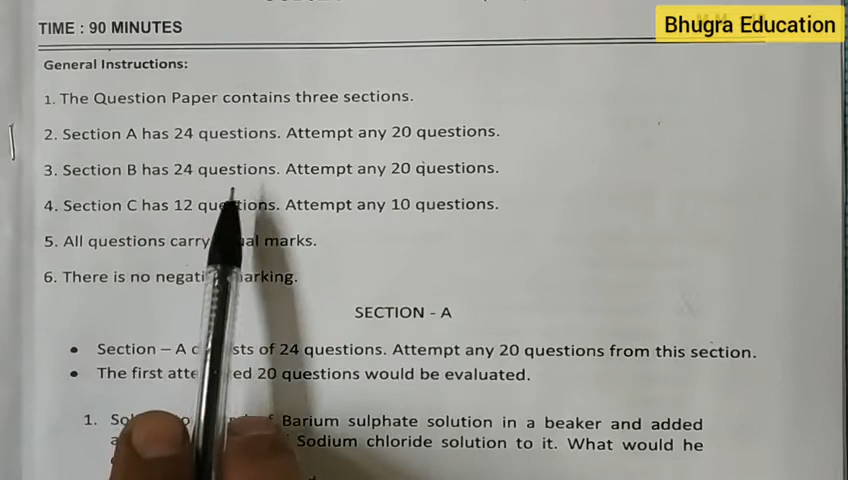 Bhugra Education
TIME : 90 MINUTES
General Instructions:
1. The Question Paper contains three sections.
2. Section A has 24 questions. Attempt any 20 questions.
3. Section B has 24 questions. Attempt any 20 questions.
4. Section C has 12 questions. Attempt any 10 questions.
5. All questions carry marks.
6. There is no marking.
SECTION - A
• Section – A of 24 questions. Attempt any 20 questions from this section.
• The first 20 questions would be evaluated.
1. of Barium sulphate solution in a beaker and added
Sodium chloride solution to it. What would he